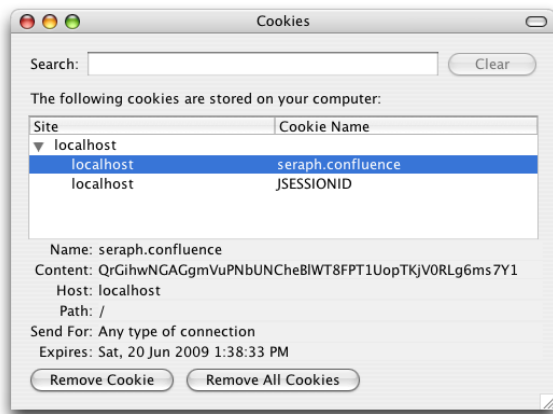 Cookies
Search: Clear
The following cookies are stored on your computer:
Site Cookie Name
localhost
localhost seraph.confluence
localhost JSESSIONID
Name: seraph.confluence
Content: QrGihwNGAGgmVuPNbUNCheBlWT8FPT1UopTKjV0RLg6ms7Y1
Host: localhost
Path: /
Send For: Any type of connection
Expires: Sat, 20 Jun 2009 1:38:33 PM
Remove Cookie Remove All Cookies